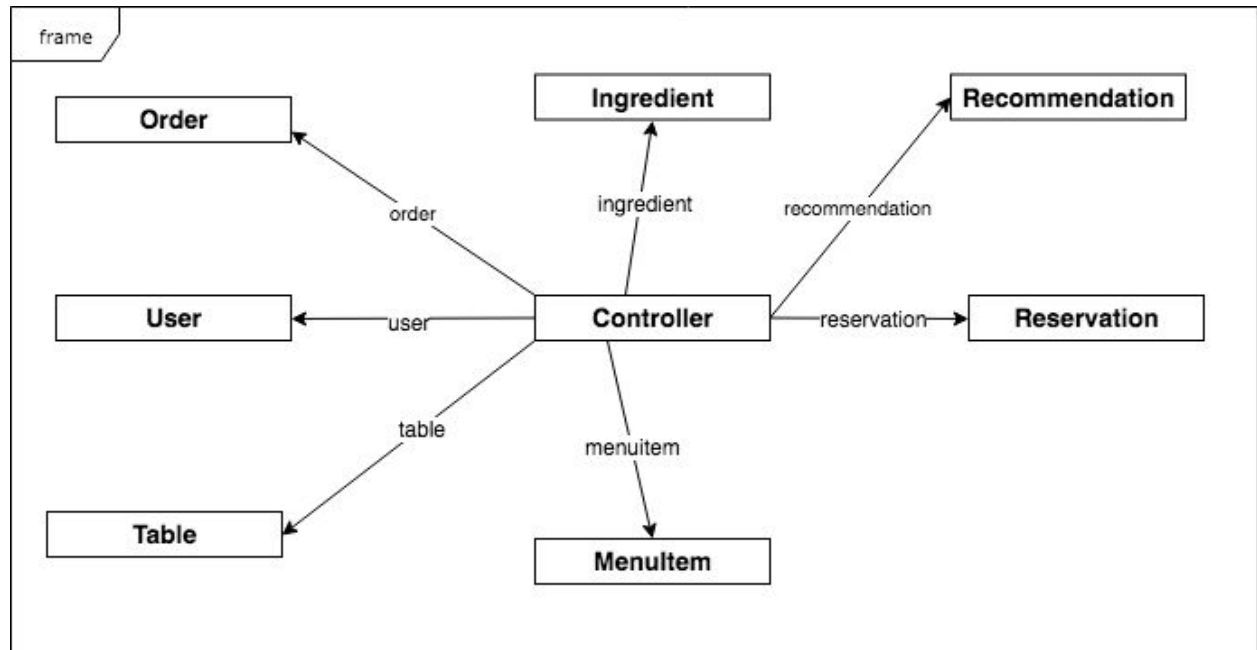 frame
Ingredient
Recommendation
Order
ingredient
recommendation
order
User
user
Controller
reservation
Reservation
table
menuitem
Table
MenuItem